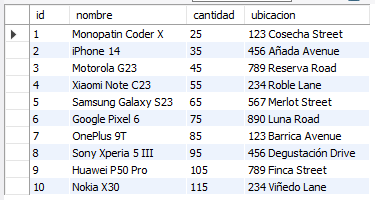 id nombre cantidad ubicacion
1 Monopatin Coder X 25 123 Cosecha Street
2 iPhone 14 35 456 Añada Avenue
3 Motorola G23 45 789 Reserva Road
4 Xiaomi Note C23 55 234 Roble Lane
5 Samsung Galaxy S23 65 567 Merlot Street
6 Google Pixel 6 75 890 Luna Road
7 OnePlus 9T 85 123 Barrica Avenue
8 Sony Xperia 5 III 95 456 Degustación Drive
9 Huawei P50 Pro 105 789 Finca Street
10 Nokia X30 115 234 Viñedo Lane